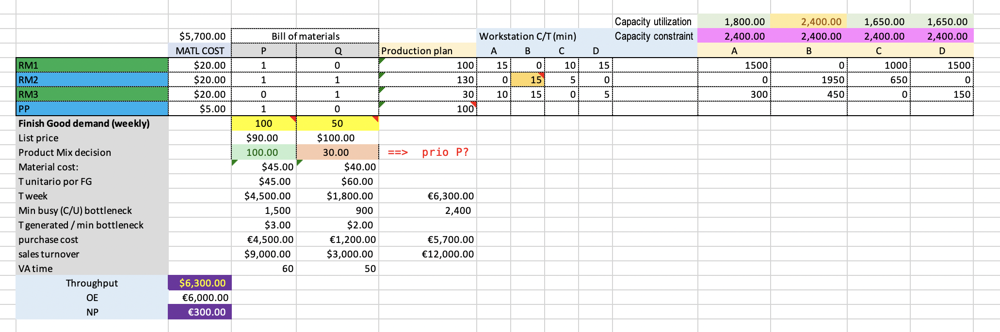 Capacity utilization 1,800.00 2,400.00 1,650.00 1,650.00
$5,700.00 Bill of materials Workstation C/T (min) Capacity constraint 2,400.00 2,400.00 2,400.00 2,400.00
MATL COST P Q Production plan A B C D A B C D
RM1 $20.00 1 0 100 15 0 10 15 1500 0 1000 1500
RM2 $20.00 1 1 130 0 15 5 0 0 1950 650 0
RM3 $20.00 0 1 30 10 15 0 5 300 450 0 150
PP $5.00 1 0 100
Finish Good demand (weekly) 100 50
List price $90.00 $100.00
Product Mix decision 100.00 30.00 ==> prio P?
Material cost: $45.00 $40.00
T unitario por FG $45.00 $60.00
T week $4,500.00 $1,800.00 €6,300.00
Min busy (C/U) bottleneck 1,500 900 2,400
T generated / min bottleneck $3.00 $2.00
purchase cost €4,500.00 €1,200.00 €5,700.00
sales turnover $9,000.00 $3,000.00 €12,000.00
VA time 60 50
Throughput $6,300.00
OE €6,000.00
NP €300.00